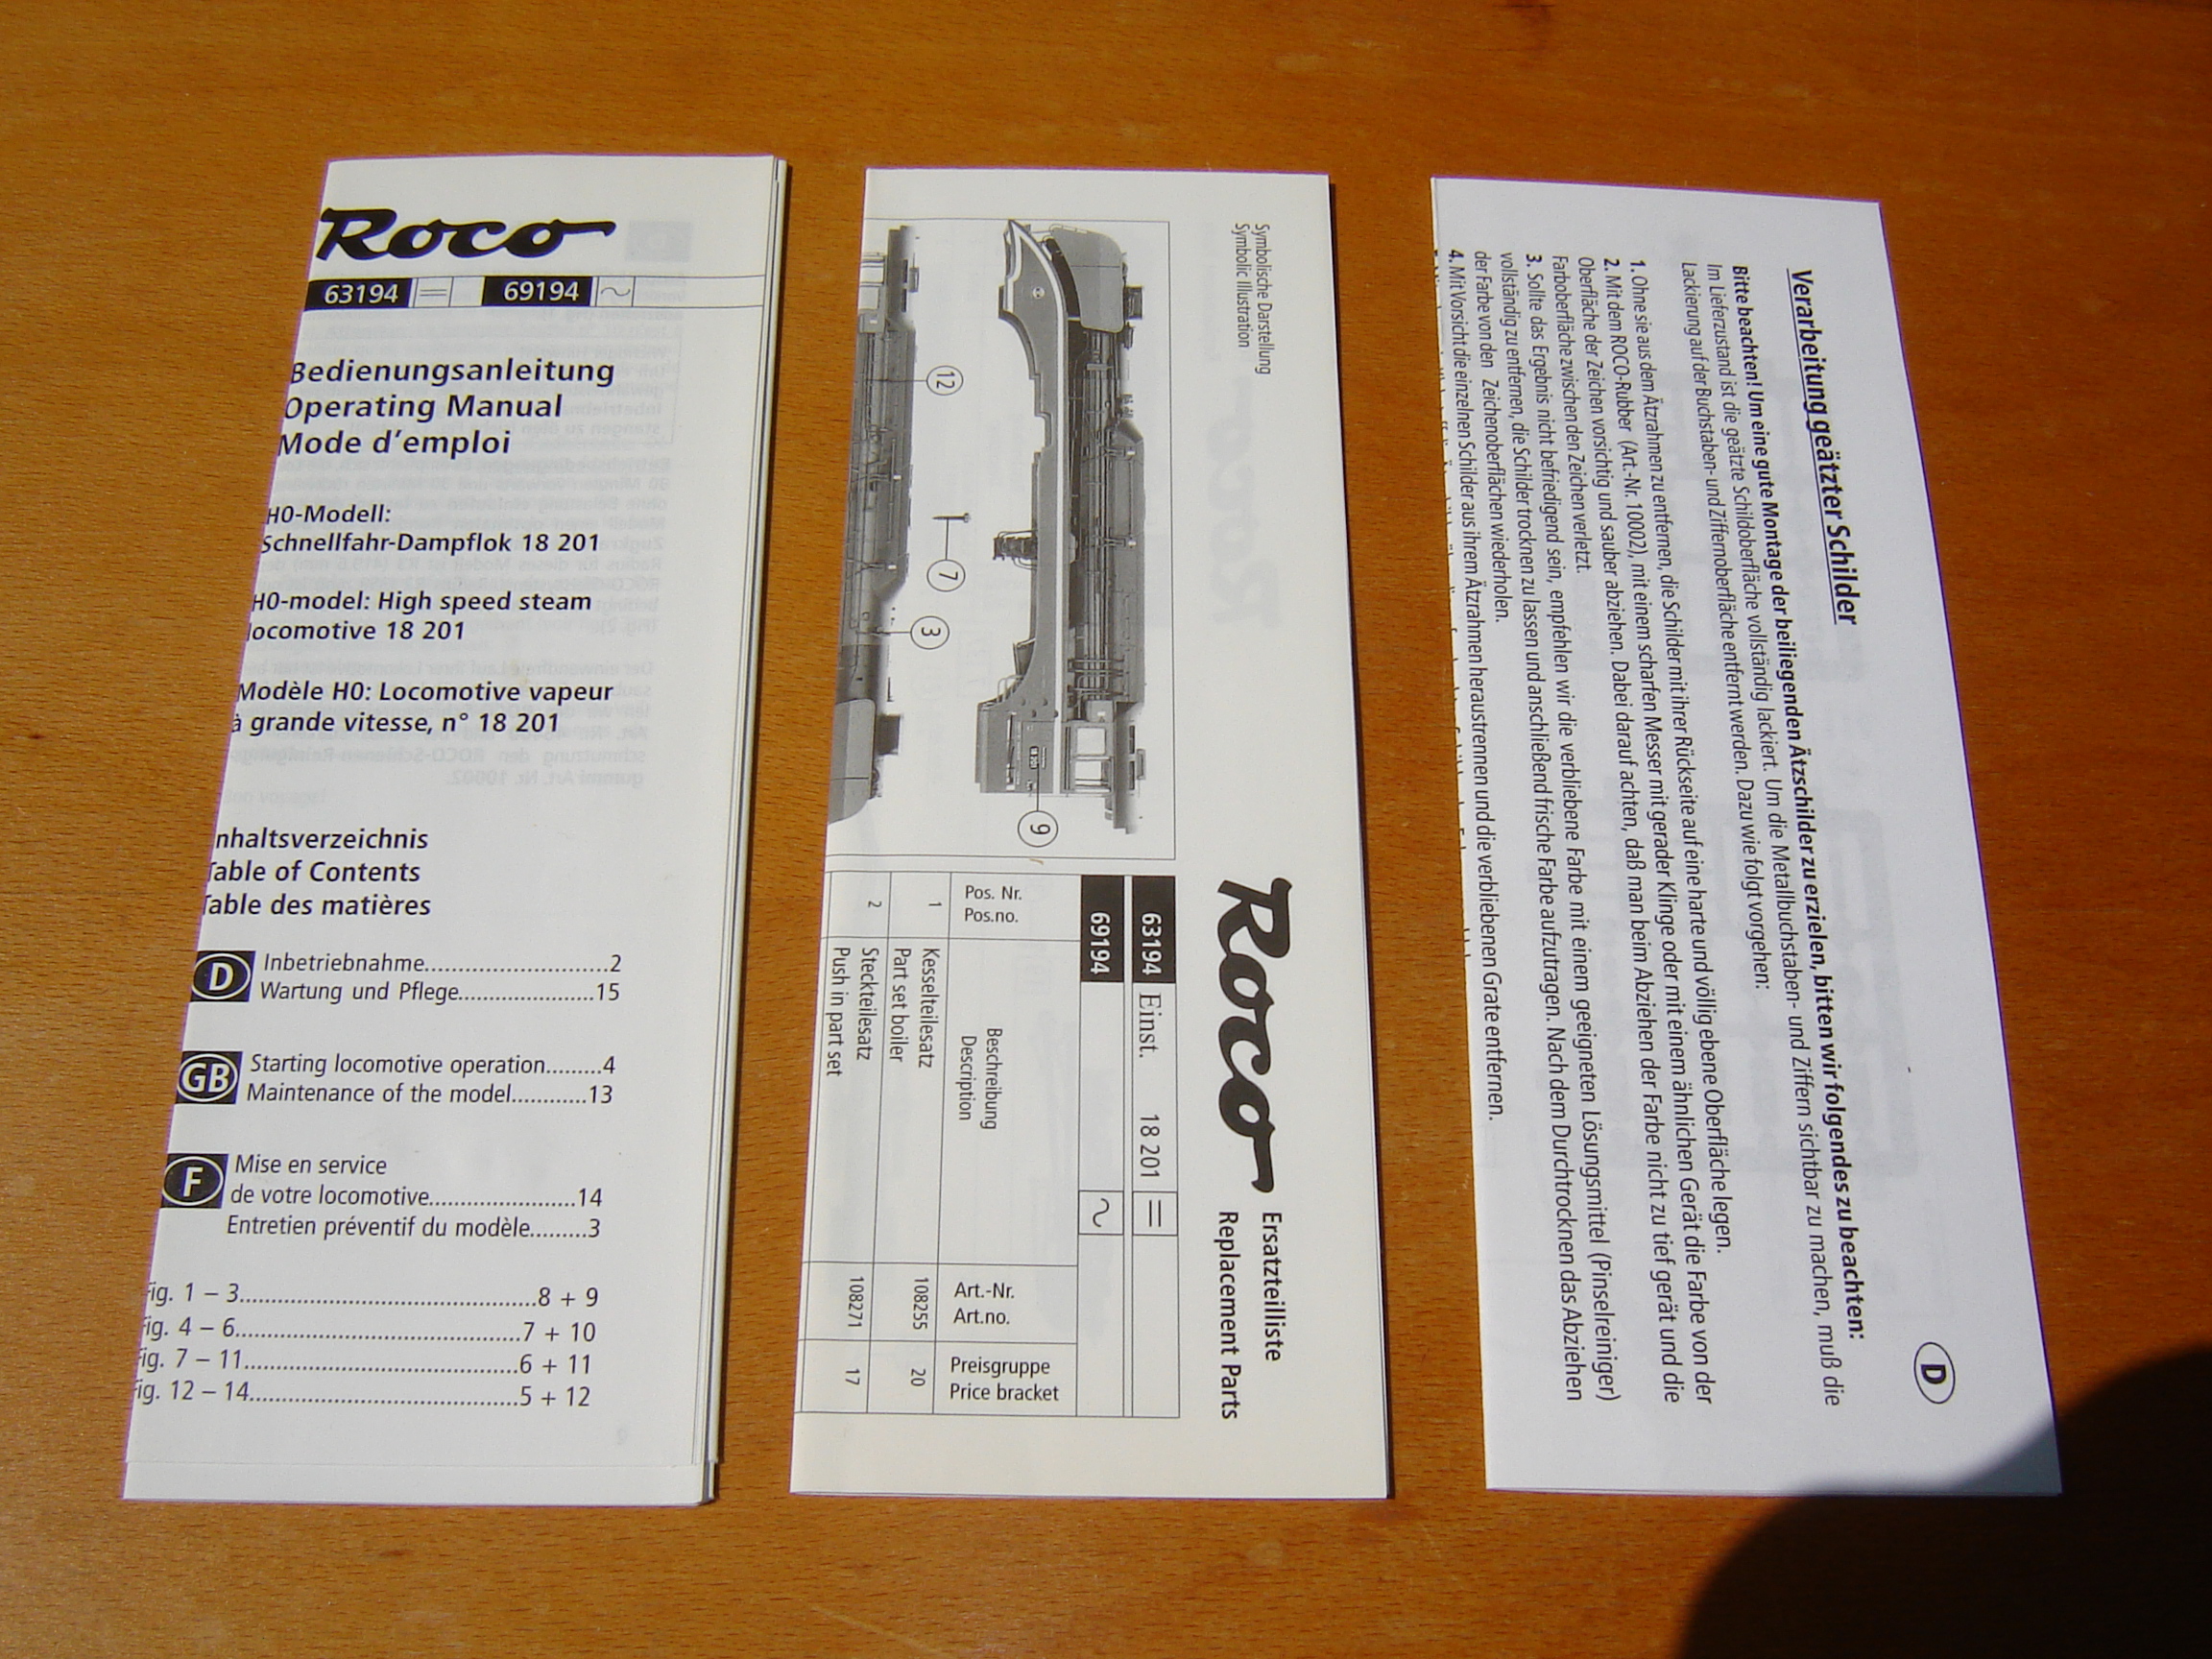 Roco
63194 = 69194 ~
Bedienungsanleitung
Operating Manual
Mode d'emploi
H0-Modell:
Schnellfahr-Dampflok 18 201
H0-model: High speed steam
locomotive 18 201
Modèle H0: Locomotive vapeur
à grande vitesse, n° 18 201
nhaltsverzeichnis
Table of Contents
Table des matières
D
Inbetriebnahme..........................2
Wartung und Pflege...................15
GB
Starting locomotive operation.........4
Maintenance of the model............13
F
Mise en service
de votre locomotive.....................14
Entretien préventif du modèle.........3
Fig. 1 – 3..........................................8 + 9
Fig. 4 – 6.........................................7 + 10
Fig. 7 – 11.......................................6 + 11
Fig. 12 – 14......................................5 + 12
Symbolische Darstellung
Symbolic Illustration
12
7
3
9
Roco
Ersatzteilliste
Replacement Parts
63194 Einst. 18 201 =
69194 ~
Pos. Nr. Beschreibung Art.-Nr. Preisgruppe
Pos.no. Description Art.no. Price bracket
1 Kesselteilesatz 108255 20
Part set boiler
2 Steckteilesatz 108271 17
Push in part set
D
Verarbeitung geätzter Schilder
Bitte beachten! Um eine gute Montage der beiliegenden Ätzschilder zu erzielen, bitten wir folgendes zu beachten:
Im Lieferzustand ist die geätzte Schildoberfläche vollständig lackiert. Um die Metallbuchstaben- und Ziffern sichtbar zu machen, muß die
Lackierung auf der Buchstaben- und Ziffernoberfläche entfernt werden. Dazu wie folgt vorgehen:
1. Ohne sie aus dem Ätzrahmen zu entfernen, die Schilder mit ihrer Rückseite auf eine harte und völlig ebene Oberfläche legen.
2. Mit dem ROCO-Rubber (Art.-Nr. 10002), mit einem scharfen Messer mit gerader Klinge oder mit einem ähnlichen Gerät die Farbe von der
Oberfläche der Zeichen vorsichtig und sauber abziehen. Dabei darauf achten, daß man beim Abziehen der Farbe nicht zu tief gerät und die
Farboberfläche zwischen den Zeichen verletzt.
3. Sollte das Ergebnis nicht befriedigend sein, empfehlen wir die verbliebene Farbe mit einem geeigneten Lösungsmittel (Pinselreiniger)
vollständig zu entfernen, die Schilder trocknen zu lassen und anschließend frische Farbe aufzutragen. Nach dem Durchtrocknen das Abziehen
der Farbe von den Zeichenoberflächen wiederholen.
4. Mit Vorsicht die einzelnen Schilder aus ihrem Ätzrahmen heraustrennen und die verbliebenen Grate entfernen.